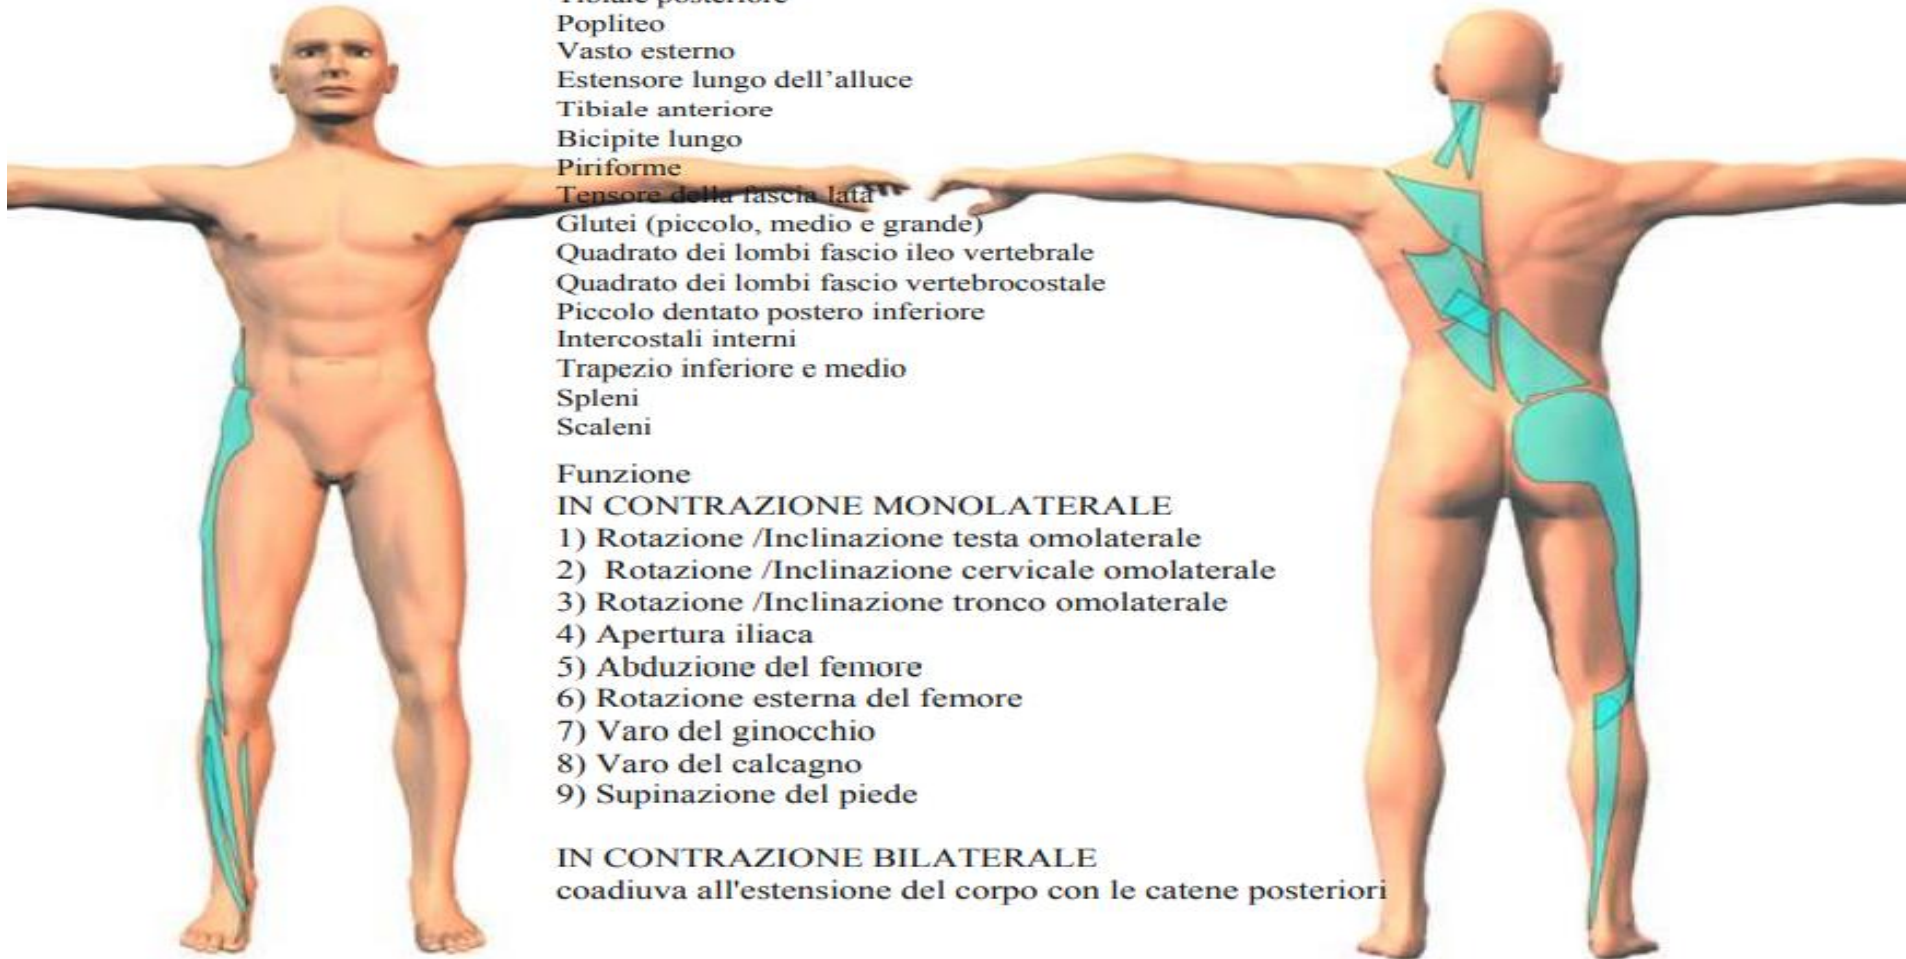 Tibiale posteriore
Popliteo
Vasto esterno
Estensore lungo dell’alluce
Tibiale anteriore
Bicipite lungo
Piriforme
Tensore della fascia lata
Glutei (piccolo, medio e grande)
Quadrato dei lombi fascio ileo vertebrale
Quadrato dei lombi fascio vertebrocostale
Piccolo dentato postero inferiore
Intercostali interni
Trapezio inferiore e medio
Spleni
Scaleni
Funzione
IN CONTRAZIONE MONOLATERALE
1) Rotazione /Inclinazione testa omolaterale
2) Rotazione /Inclinazione cervicale omolaterale
3) Rotazione /Inclinazione tronco omolaterale
4) Apertura iliaca
5) Abduzione del femore
6) Rotazione esterna del femore
7) Varo del ginocchio
8) Varo del calcagno
9) Supinazione del piede
IN CONTRAZIONE BILATERALE
coadiuva all'estensione del corpo con le catene posteriori